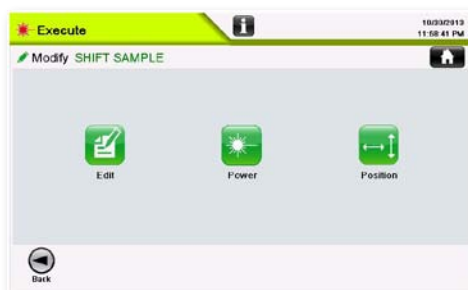 Execute
10/30/2013
11:58:41 PM
Modify SHIFT SAMPLE
Edit
Power
Position
Back